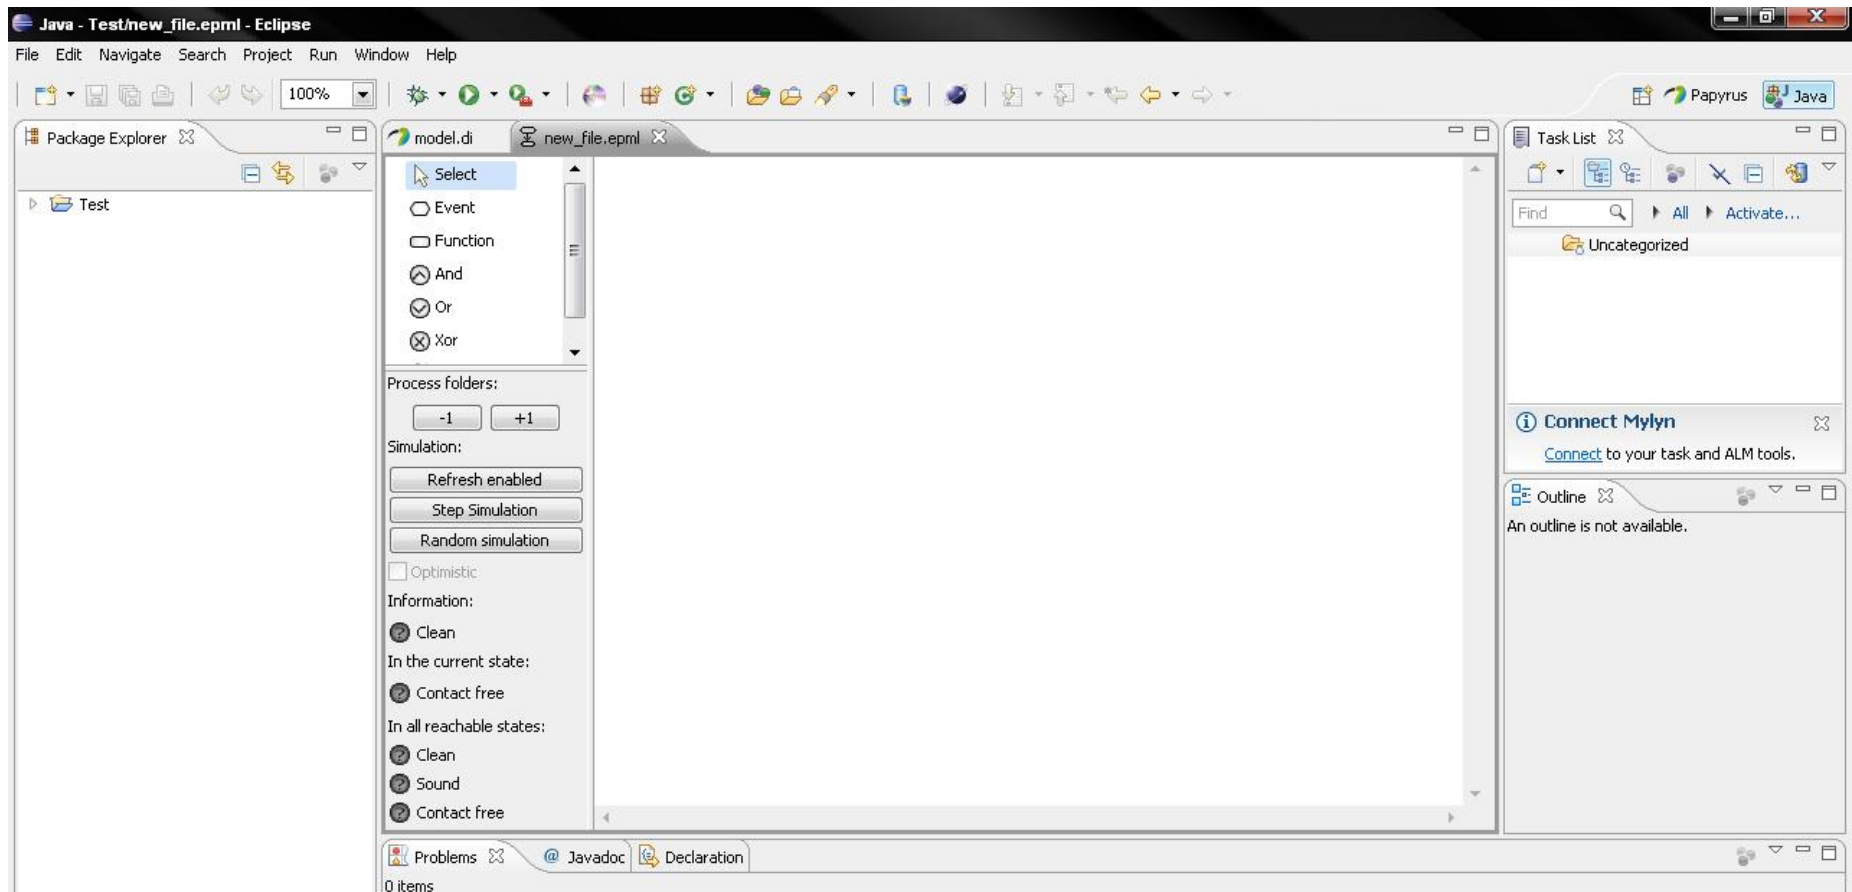 Java - Test/new_file.epml - Eclipse
File Edit Navigate Search Project Run Window Help
100%
Papyrus Java
Package Explorer
Test
model.di new_file.epml
Select
Event
Function
And
Or
Xor
Process folders:
-1 +1
Simulation:
Refresh enabled
Step Simulation
Random simulation
Optimistic
Information:
Clean
In the current state:
Contact free
In all reachable states:
Clean
Sound
Contact free
Task List
Find All Activate...
Uncategorized
Connect Mylyn
Connect to your task and ALM tools.
Outline
An outline is not available.
Problems @ Javadoc Declaration
0 items